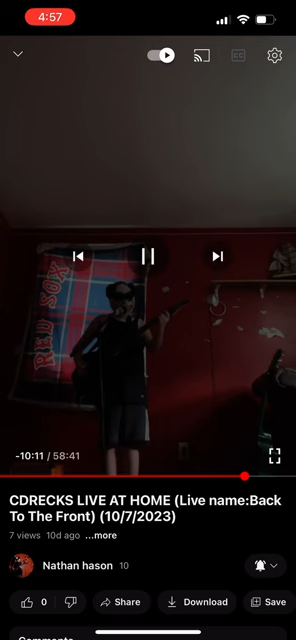 4:57
CC
RED SOX
-10:11 / 58:41
CDRECKS LIVE AT HOME (Live name:Back
To The Front) (10/7/2023)
7 views 10d ago ...more
Nathan hason 10
0 Share Download Save